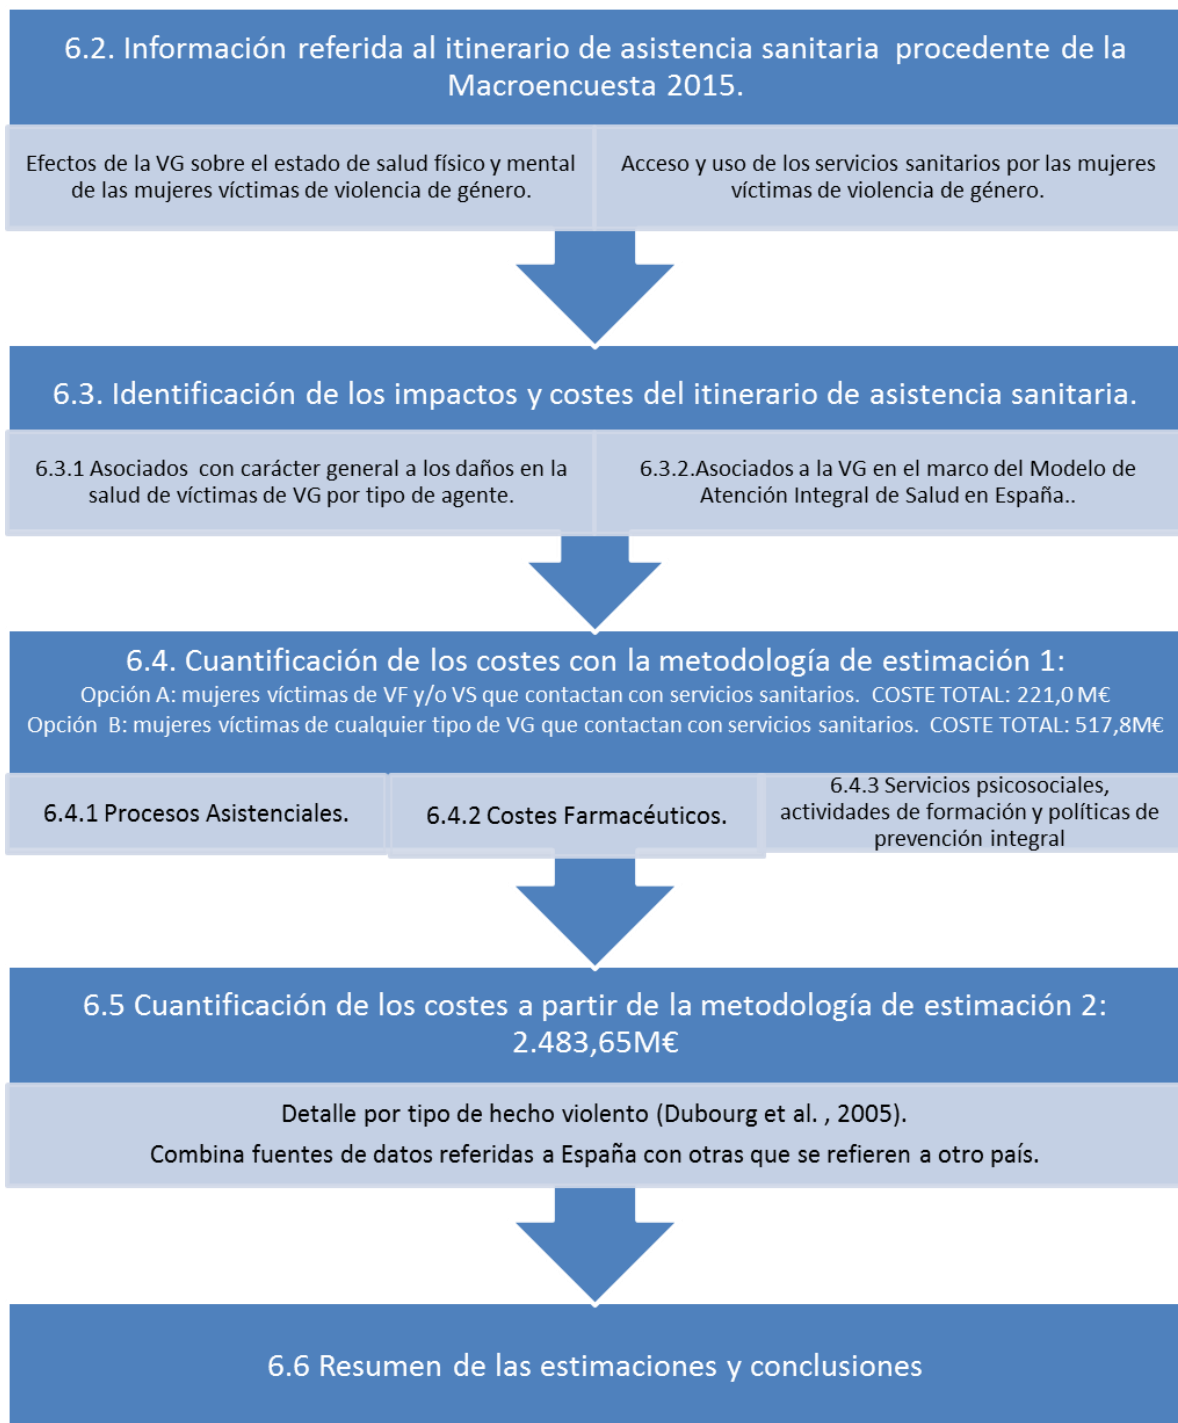 6.2. Información referida al itinerario de asistencia sanitaria procedente de la
Macroencuesta 2015.
Efectos de la VG sobre el estado de salud físico y mental
de las mujeres víctimas de violencia de género.
Acceso y uso de los servicios sanitarios por las mujeres
víctimas de violencia de género.
6.3. Identificación de los impactos y costes del itinerario de asistencia sanitaria.
6.3.1 Asociados con carácter general a los daños en la
salud de víctimas de VG por tipo de agente.
6.3.2.Asociados a la VG en el marco del Modelo de
Atención Integral de Salud en España..
6.4. Cuantificación de los costes con la metodología de estimación 1:
Opción A: mujeres víctimas de VF y/o VS que contactan con servicios sanitarios. COSTE TOTAL: 221,0 M€
Opción B: mujeres víctimas de cualquier tipo de VG que contactan con servicios sanitarios. COSTE TOTAL: 517,8M€
6.4.1 Procesos Asistenciales.
6.4.2 Costes Farmacéuticos.
6.4.3 Servicios psicosociales,
actividades de formación y políticas de
prevención integral
6.5 Cuantificación de los costes a partir de la metodología de estimación 2:
2.483,65M€
Detalle por tipo de hecho violento (Dubourg et al. , 2005).
Combina fuentes de datos referidas a España con otras que se refieren a otro país.
6.6 Resumen de las estimaciones y conclusiones